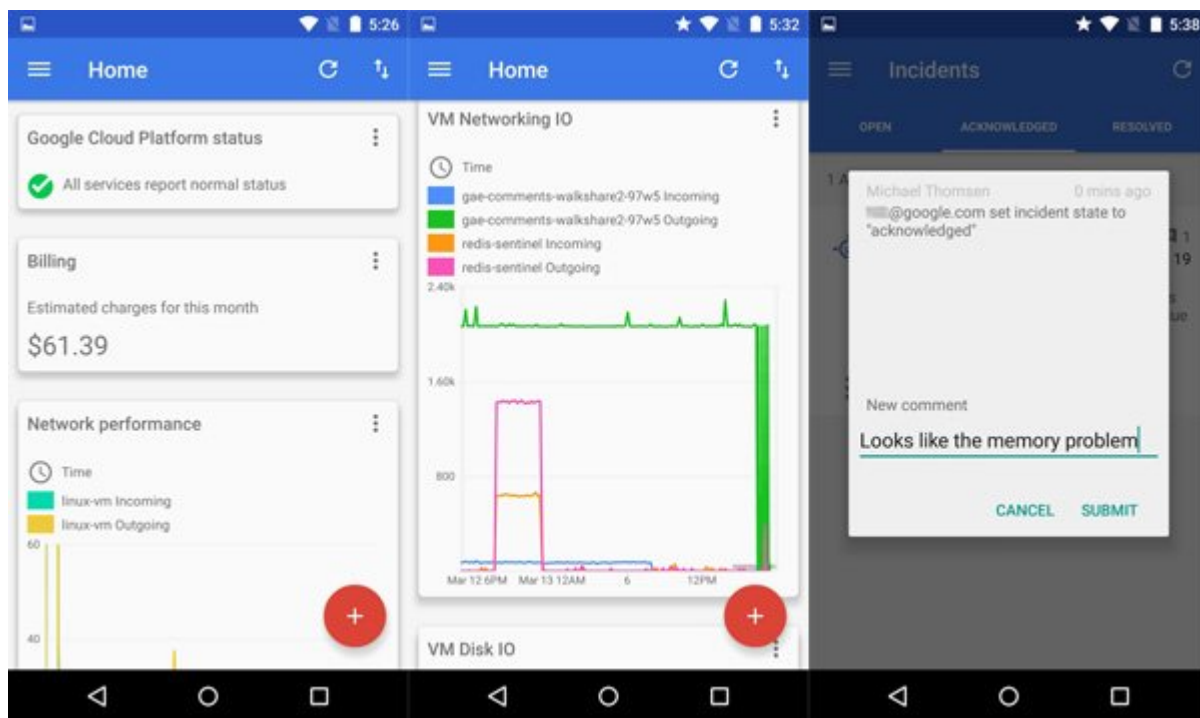 5:26
Home
Google Cloud Platform status
All services report normal status
Billing
Estimated charges for this month
$61.39
Network performance
Time
linux-vm Incoming
linux-vm Outgoing
60
40
+
5:32
Home
VM Networking IO
Time
gae-comments-walkshare2-97w5 Incoming
gae-comments-walkshare2-97w5 Outgoing
redis-sentinel Incoming
redis-sentinel Outgoing
2.40k
1.60k
800
Mar 12 6PM Mar 13 12AM 6 12PM
+
VM Disk IO
5:38
Incidents
OPEN ACKNOWLEDGED RESOLVED
1 A
Michael Thomsen 0 mins ago
@google.com set incident state to
"acknowledged"
1
19
s
ue
New comment
Looks like the memory problem
CANCEL SUBMIT